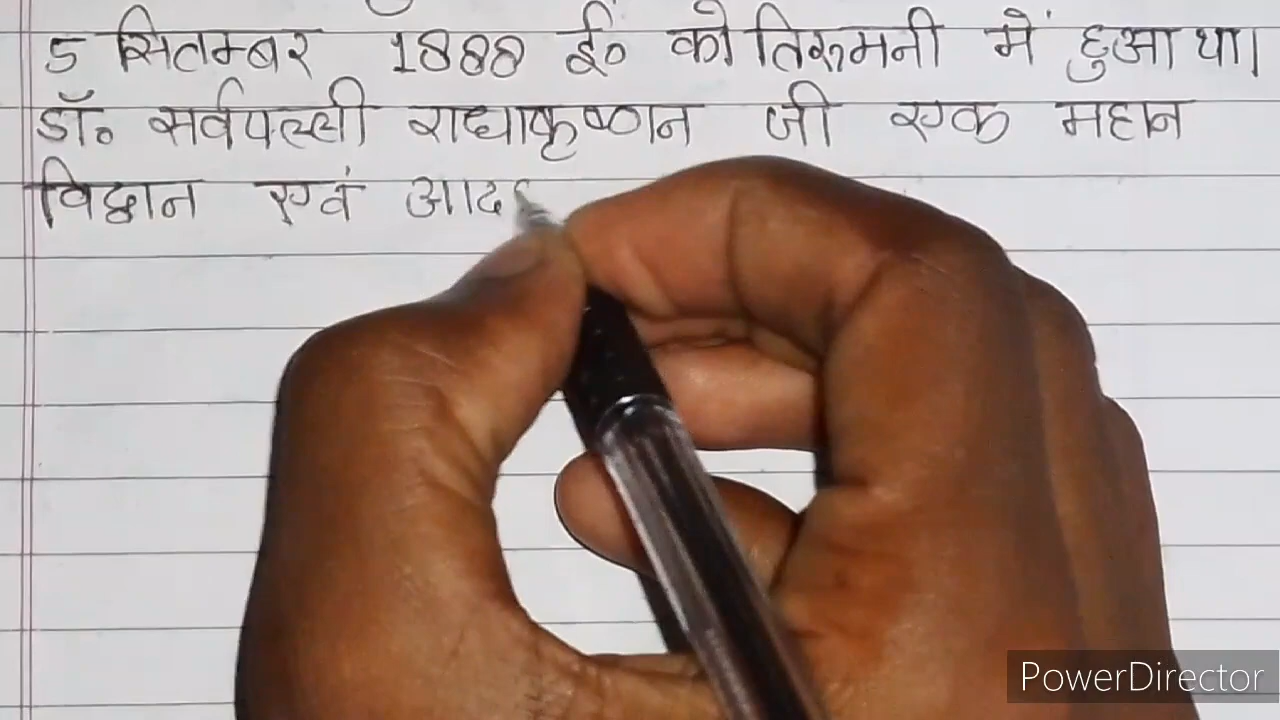 5 सितम्बर 1888 ई० को तिरुमनी में हुआ था।
डॉ० सर्वपल्ली राधाकृष्णन जी एक महान
विद्वान एवं आद
PowerDirector